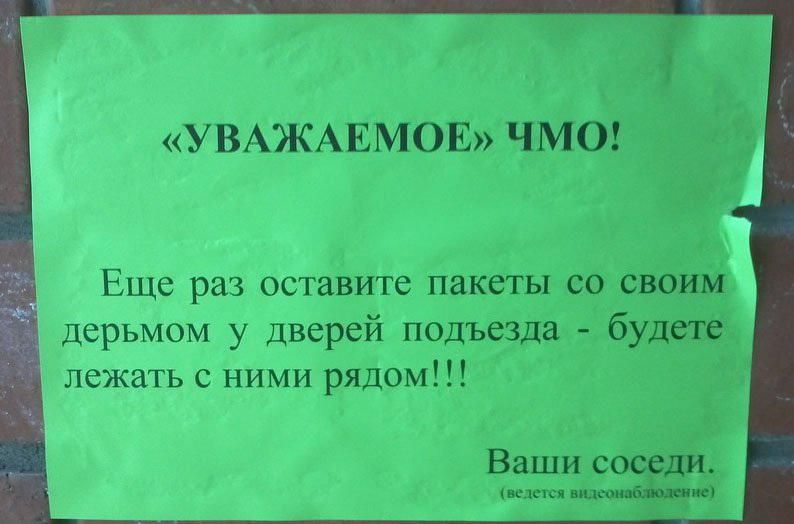 «УВАЖАЕМОЕ» ЧМО!
Еще раз оставите пакеты со своим
дерьмом у дверей подъезда - будете
лежать с ними рядом!!!
Ваши соседи.
(ведется видеонаблюдение)